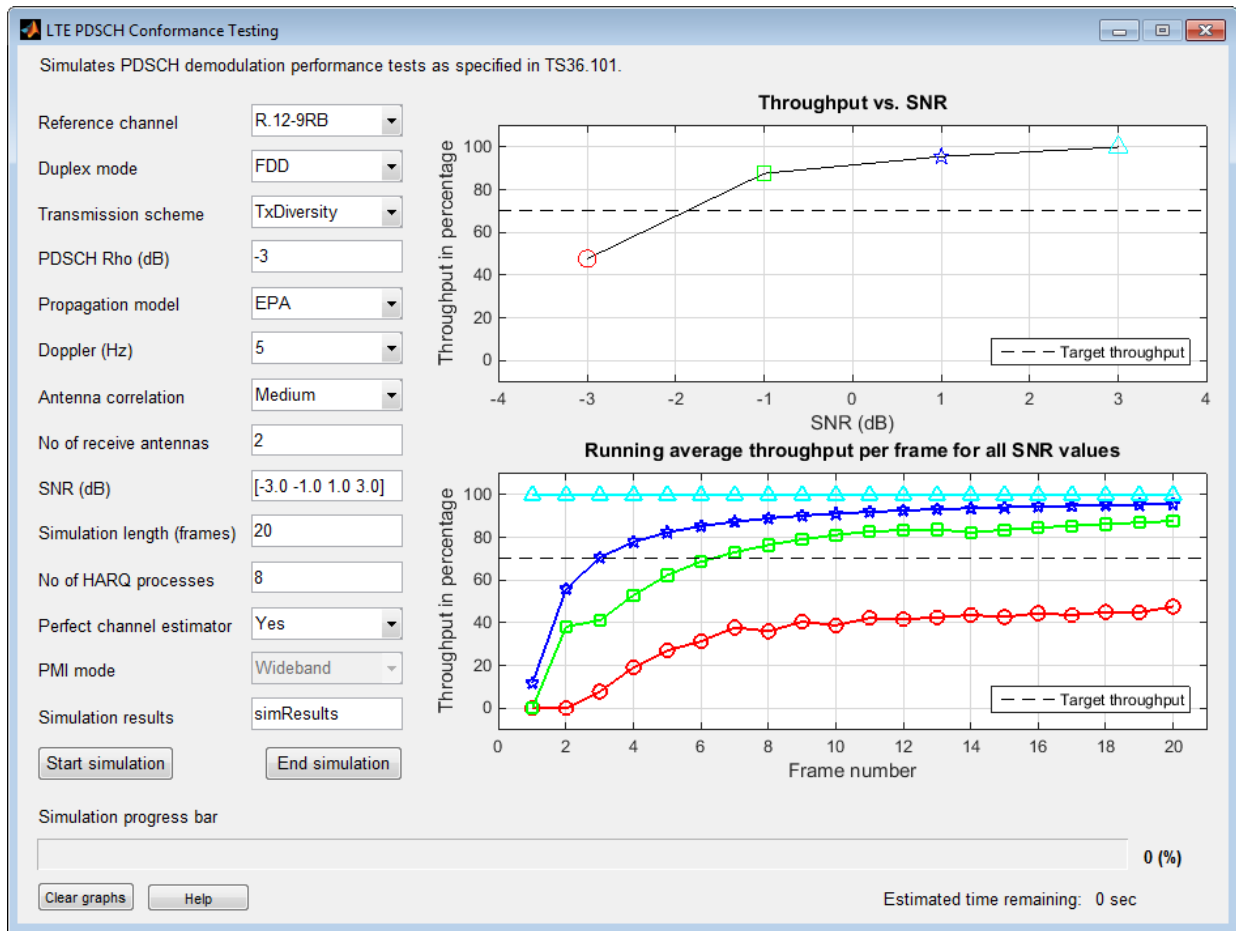 LTE PDSCH Conformance Testing
Simulates PDSCH demodulation performance tests as specified in TS36.101.
Reference channel R.12-9RB
Duplex mode FDD
Transmission scheme TxDiversity
PDSCH Rho (dB) -3
Propagation model EPA
Doppler (Hz) 5
Antenna correlation Medium
No of receive antennas 2
SNR (dB) [-3.0 -1.0 1.0 3.0]
Simulation length (frames) 20
No of HARQ processes 8
Perfect channel estimator Yes
PMI mode Wideband
Simulation results simResults
Start simulation End simulation
Throughput vs. SNR
Throughput in percentage
100
80
60
40
20
0
Target throughput
-4 -3 -2 -1 0 1 2 3 4
SNR (dB)
Running average throughput per frame for all SNR values
Throughput in percentage
100
80
60
40
20
0
Target throughput
0 2 4 6 8 10 12 14 16 18 20
Frame number
Simulation progress bar
0 (%)
Clear graphs Help
Estimated time remaining: 0 sec